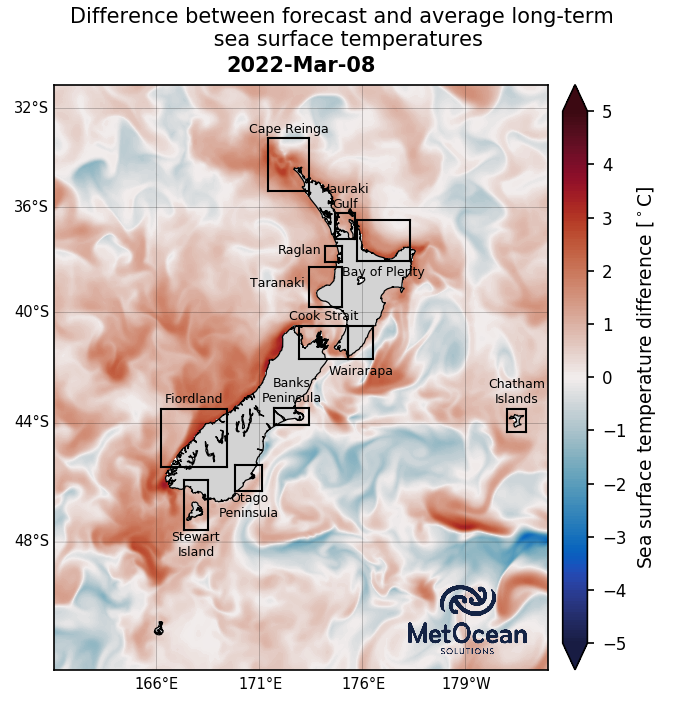 Difference between forecast and average long-term
sea surface temperatures
2022-Mar-08
32°S
36°S
40°S
44°S
48°S
166°E
171°E
176°E
179°W
Cape Reinga
Hauraki
Gulf
Raglan
Bay of Plenty
Taranaki
Cook Strait
Wairarapa
Banks
Peninsula
Fiordland
Chatham
Islands
Otago
Peninsula
Stewart
Island
MetOcean
SOLUTIONS
5
4
3
2
1
0
−1
−2
−3
−4
−5
Sea surface temperature difference [°C]